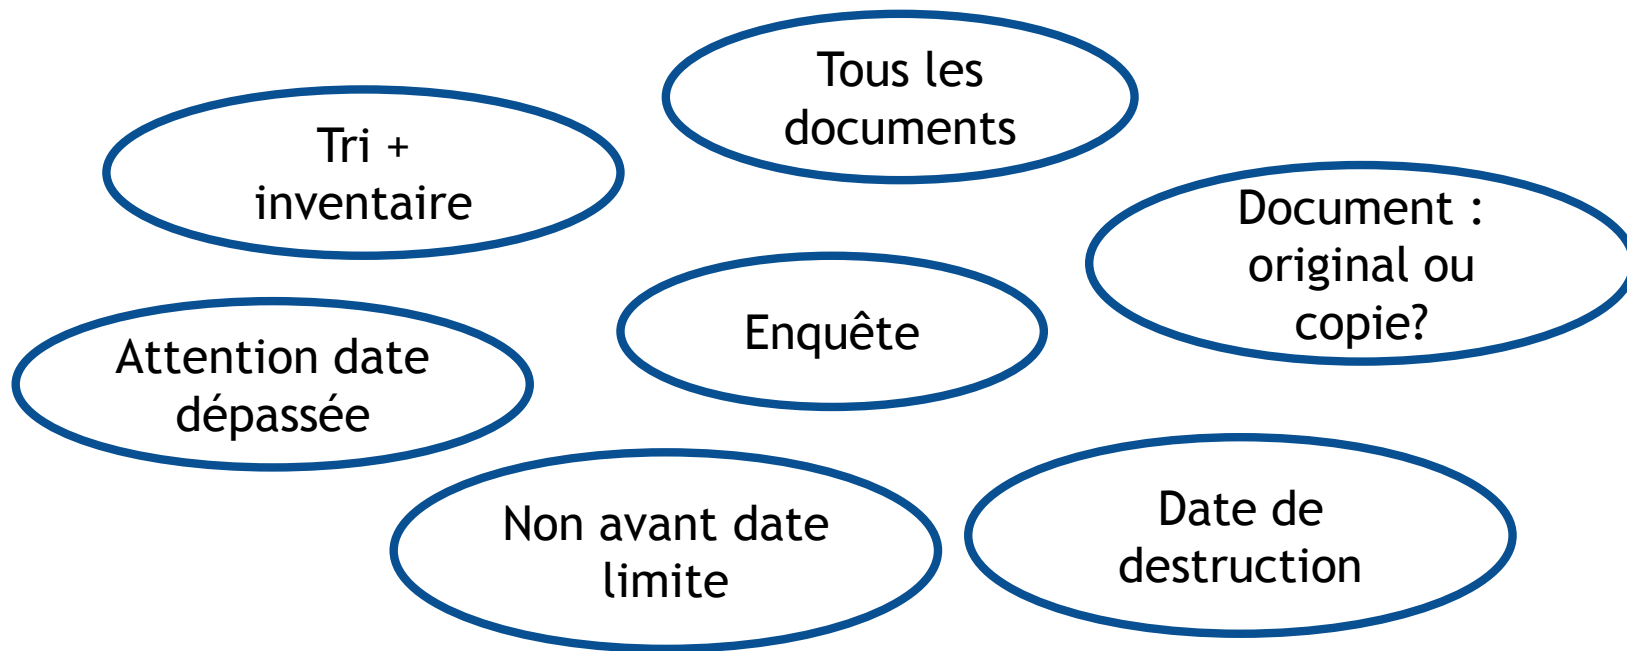 Tous les
documents
Tri +
inventaire
Document :
original ou
copie?
Enquête
Attention date
dépassée
Non avant date
limite
Date de
destruction